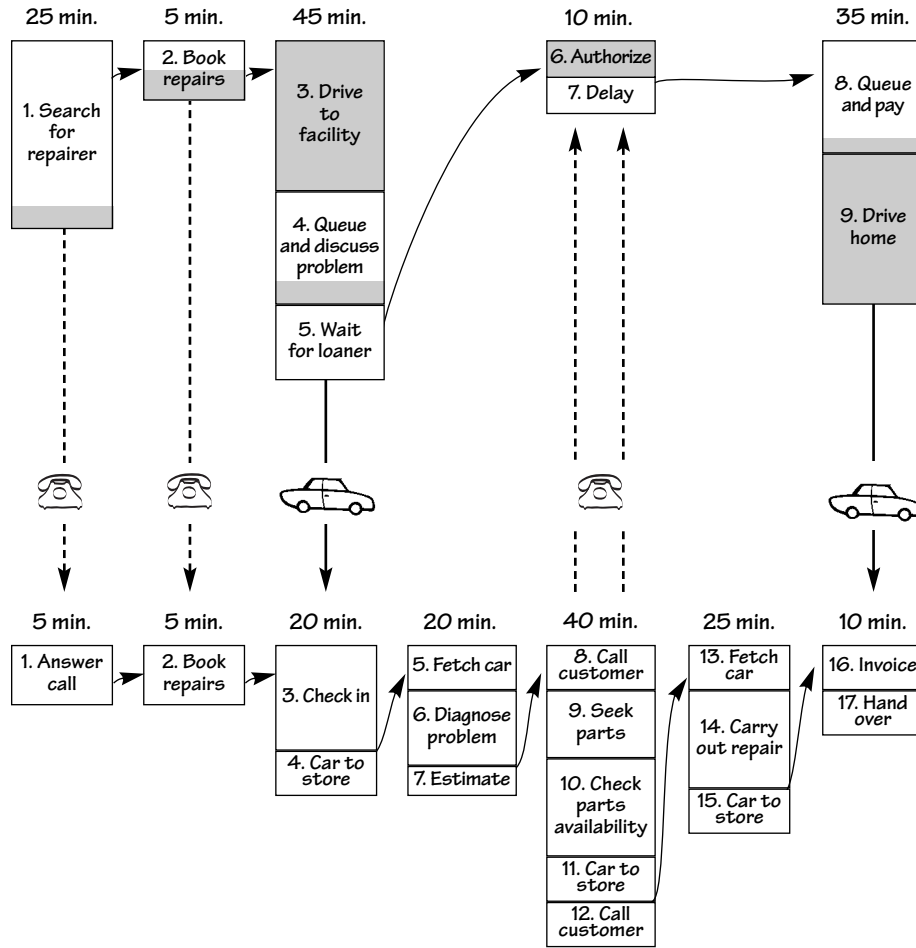 25 min.
5 min.
45 min.
10 min.
35 min.
1. Search
for
repairer
2. Book
repairs
3. Drive
to
facility
4. Queue
and discuss
problem
5. Wait
for loaner
6. Authorize
7. Delay
8. Queue
and pay
9. Drive
home
5 min.
5 min.
20 min.
20 min.
40 min.
25 min.
10 min.
1. Answer
call
2. Book
repairs
3. Check in
4. Car to
store
5. Fetch car
6. Diagnose
problem
7. Estimate
8. Call
customer
9. Seek
parts
10. Check
parts
availability
11. Car to
store
12. Call
customer
13. Fetch
car
14. Carry
out repair
15. Car to
store
16. Invoice
17. Hand
over